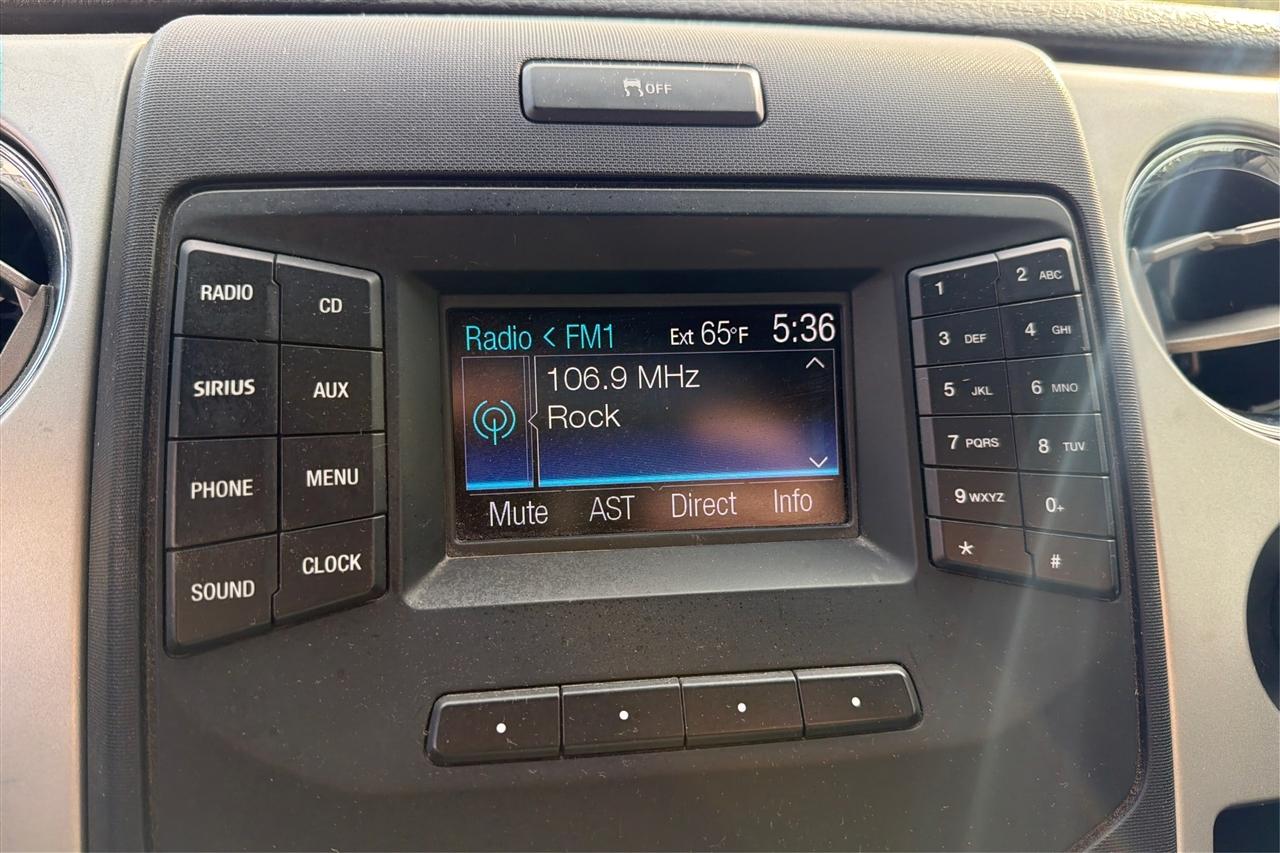 OFF
RADIO
CD
SIRIUS
AUX
PHONE
MENU
SOUND
CLOCK
Radio < FM1 Ext 65°F 5:36
106.9 MHz
Rock
Mute AST Direct Info
1
2 ABC
3 DEF
4 GHI
5 JKL
6 MNO
7 PQRS
8 TUV
9 WXYZ
0+
*
#